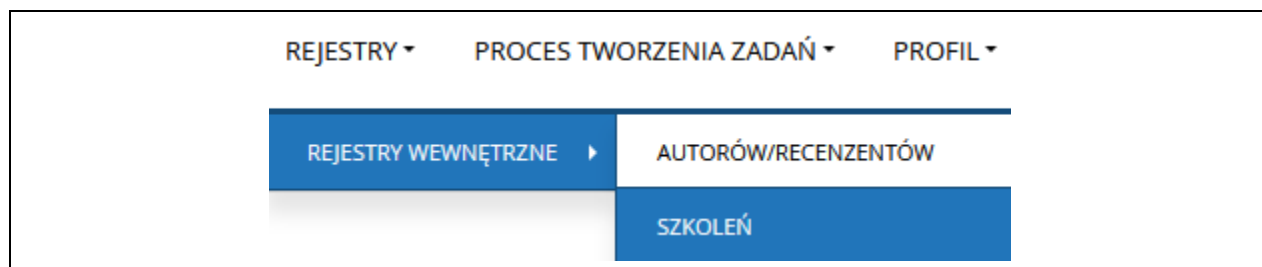 REJESTRY PROCES TWORZENIA ZADAŃ PROFIL
REJESTRY WEWNĘTRZNE AUTORÓW/RECENZENTÓW
SZKOLEŃ